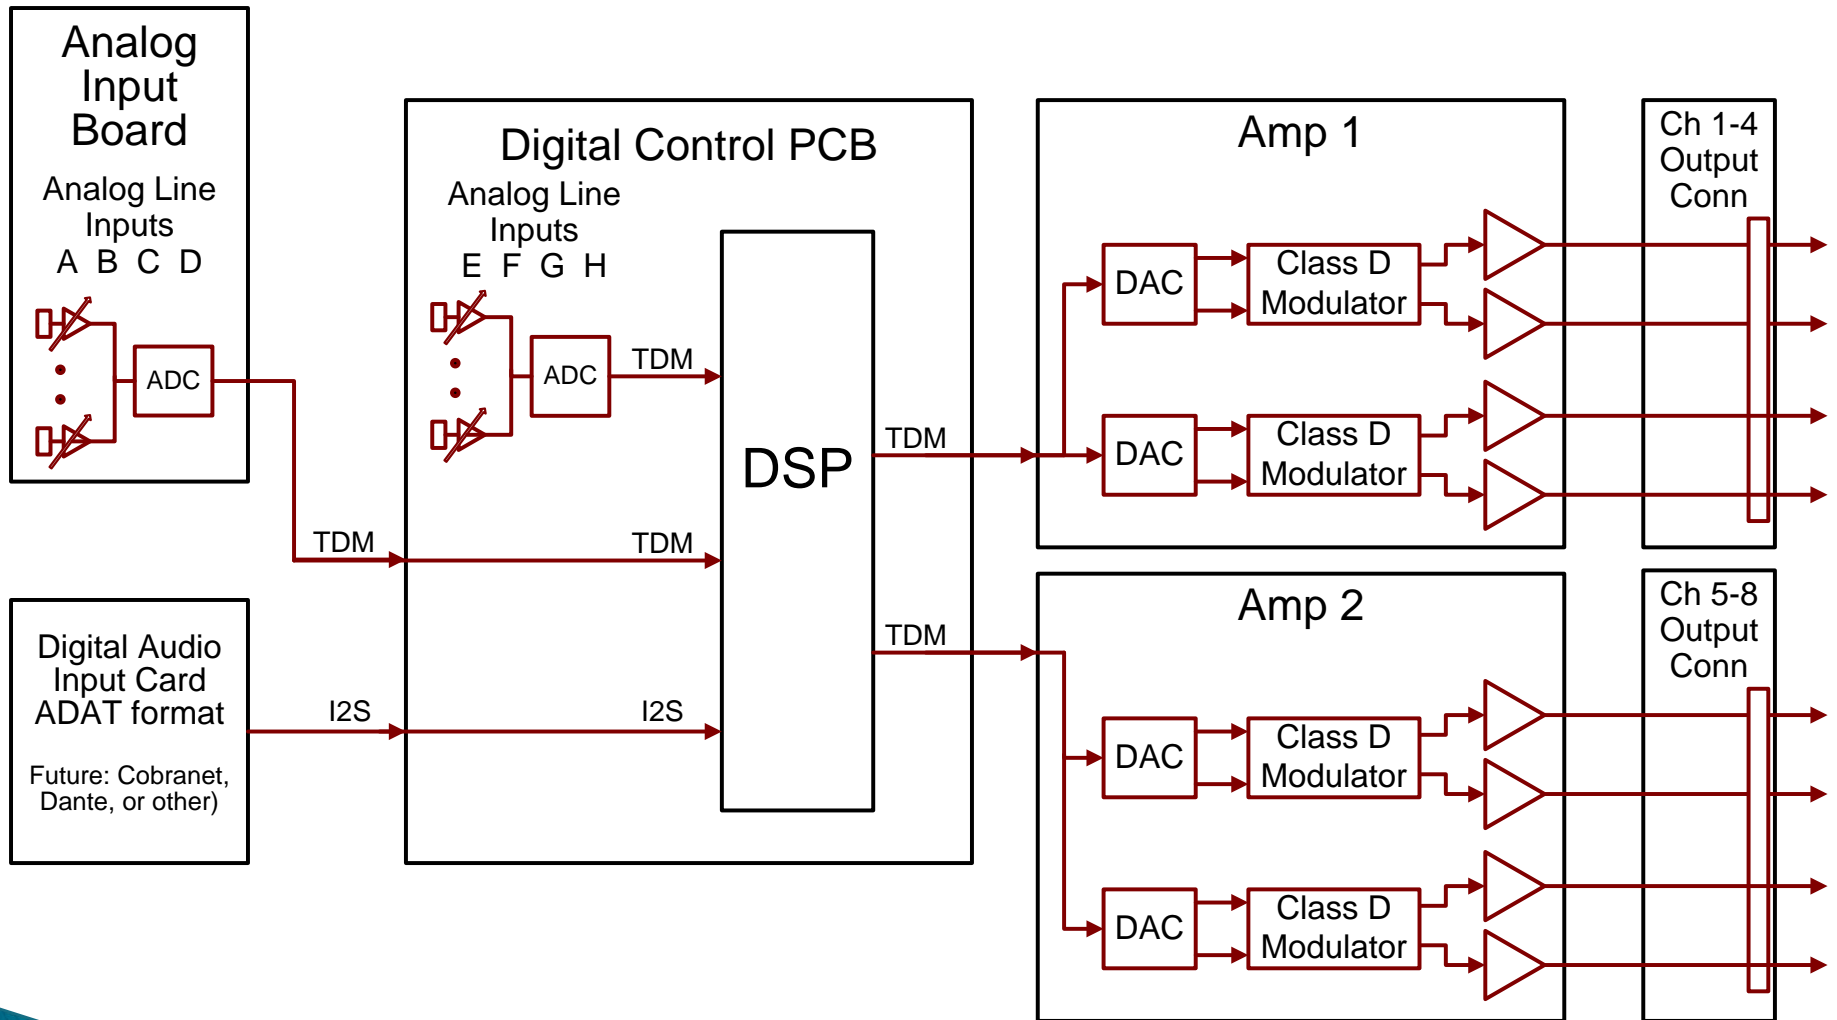 Analog
Input
Board
Analog Line
Inputs
A B C D
ADC
TDM
Digital Audio
Input Card
ADAT format
Future: Cobranet,
Dante, or other)
I2S
Digital Control PCB
Analog Line
Inputs
E F G H
ADC
TDM
TDM
I2S
DSP
TDM
TDM
Amp 1
DAC
Class D
Modulator
DAC
Class D
Modulator
Ch 1-4
Output
Conn
Amp 2
DAC
Class D
Modulator
DAC
Class D
Modulator
Ch 5-8
Output
Conn